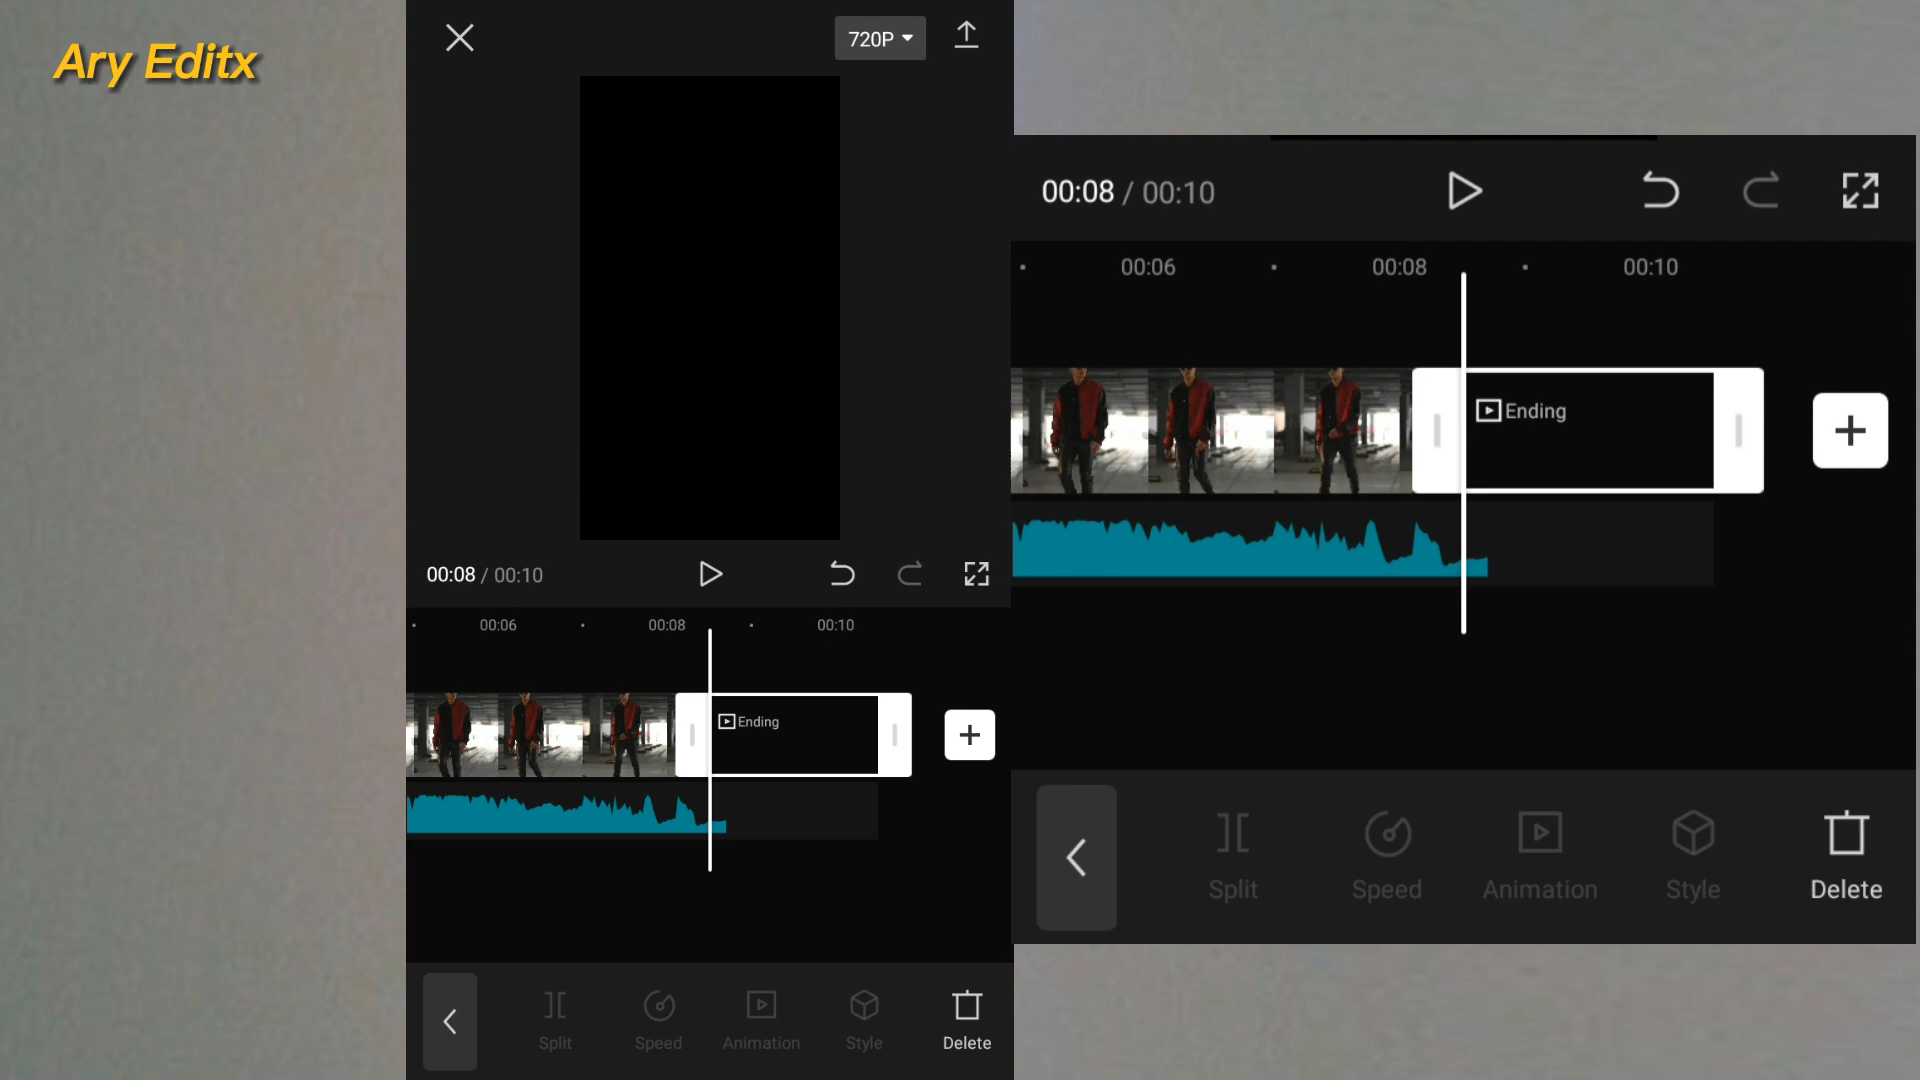 Ary Editx
720P
00:08 / 00:10
00:06 00:08 00:10
Ending
Split Speed Animation Style Delete
00:08 / 00:10
00:06 00:08 00:10
Ending
Split Speed Animation Style Delete